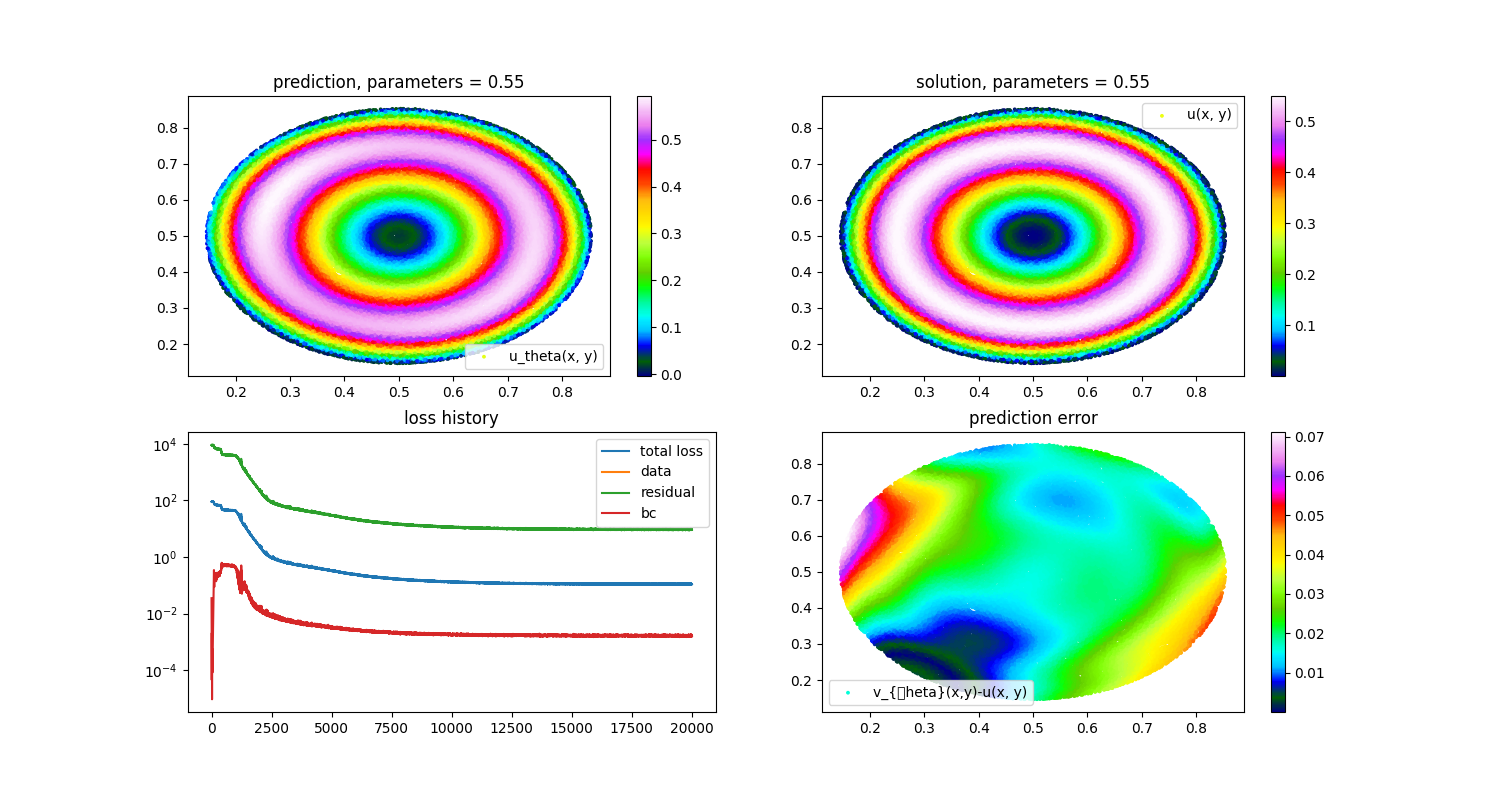 prediction, parameters = 0.55
0.8
0.7
0.6
0.5
0.4
0.3
0.2
0.2 0.3 0.4 0.5 0.6 0.7 0.8
u_theta(x, y)
0.5
0.4
0.3
0.2
0.1
0.0
solution, parameters = 0.55
0.8
0.7
0.6
0.5
0.4
0.3
0.2
0.2 0.3 0.4 0.5 0.6 0.7 0.8
u(x, y)
0.5
0.4
0.3
0.2
0.1
loss history
10^4
10^2
10^0
10^−2
10^−4
0 2500 5000 7500 10000 12500 15000 17500 20000
total loss
data
residual
bc
prediction error
0.8
0.7
0.6
0.5
0.4
0.3
0.2
0.2 0.3 0.4 0.5 0.6 0.7 0.8
v_{▯heta}(x,y)-u(x, y)
0.07
0.06
0.05
0.04
0.03
0.02
0.01